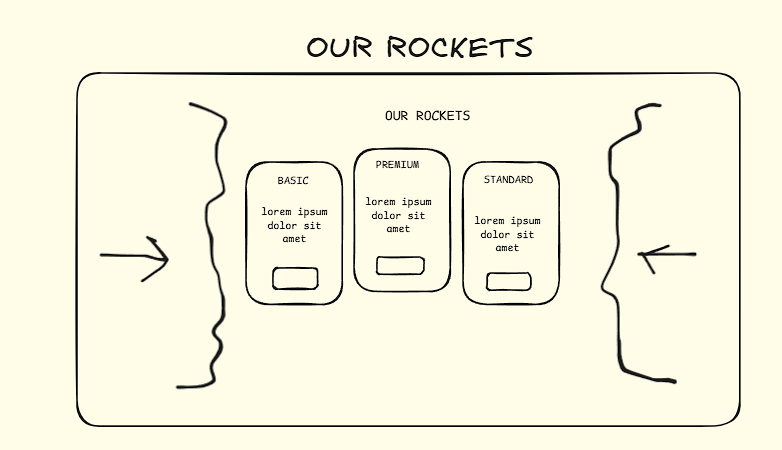 OUR ROCKETS
OUR ROCKETS
BASIC
lorem ipsum
dolor sit
amet
PREMIUM
lorem ipsum
dolor sit
amet
STANDARD
lorem ipsum
dolor sit
amet